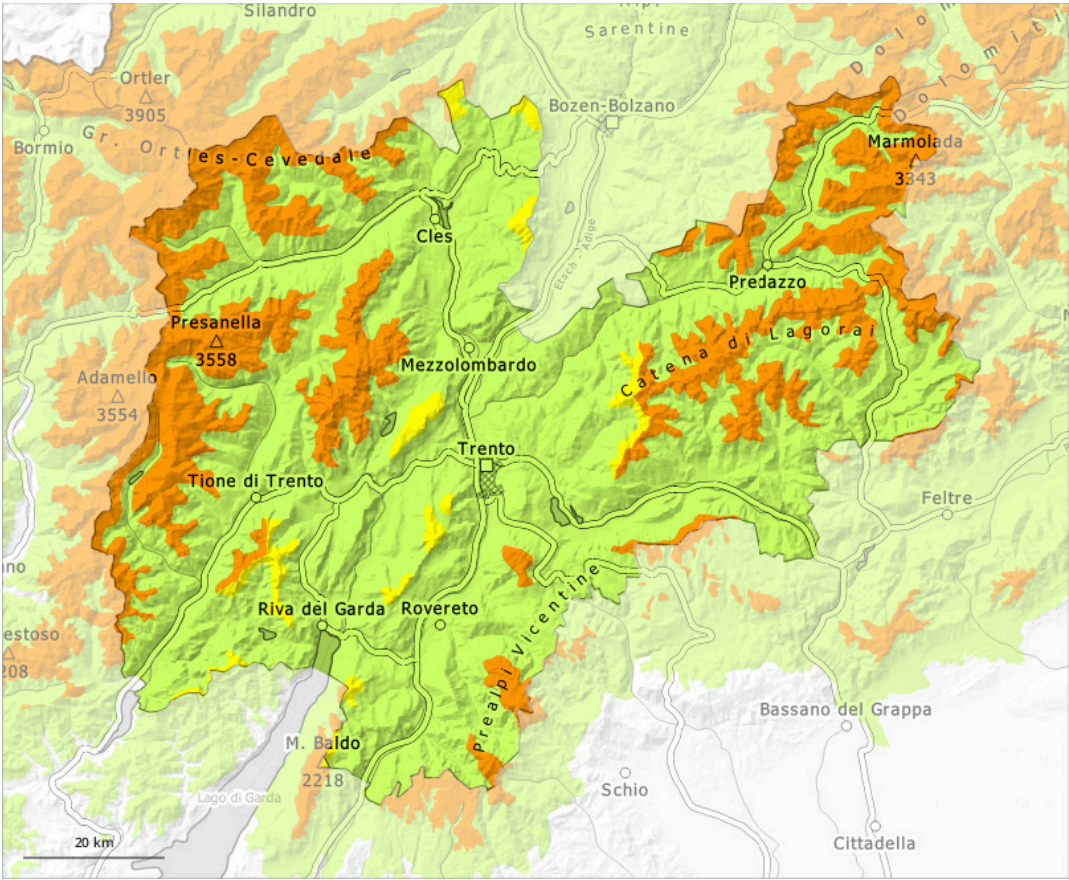 Silandro
Alpi
Sarentine
Dolomiti
Dolomiti
Ortler
3905
Bozen-Bolzano
Bormio
Gr. Ortles-Cevedale
Marmolada
3343
Cles
Etsch - Adige
Predazzo
Presanella
3558
Catena di Lagorai
Mezzolombardo
Adamello
3554
Trento
Tione di Trento
Feltre
Riva del Garda
Rovereto
Prealpi Vicentine
208
Bassano del Grappa
M. Baldo
2218
Schio
Lago di Garda
20 km
Cittadella